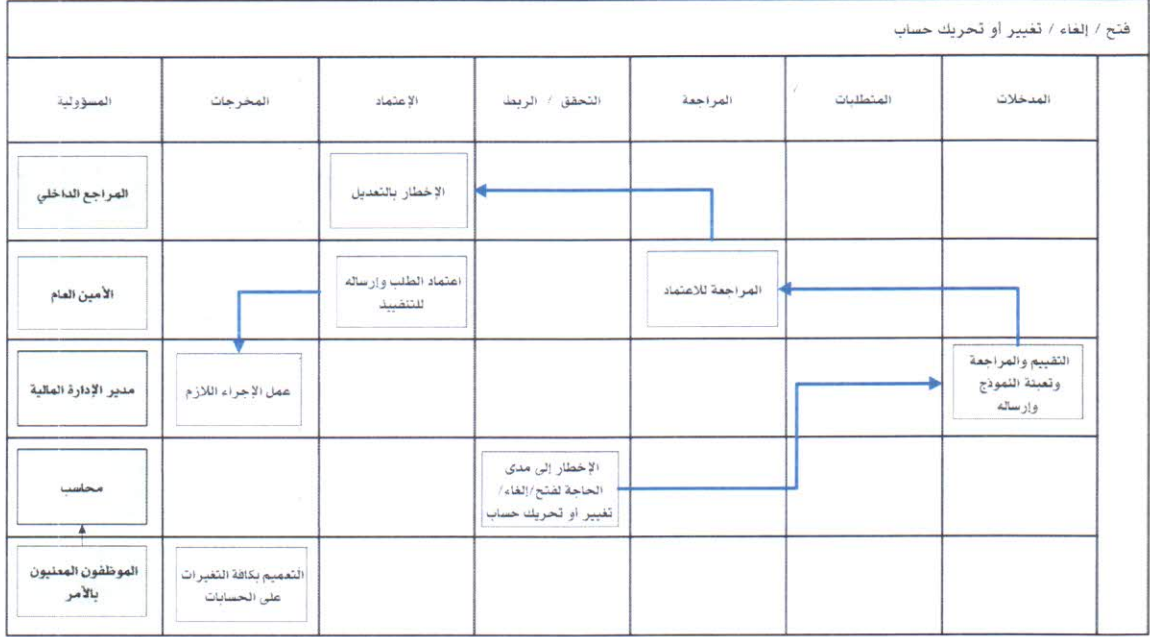 فتح / إلغاء / تغيير أو تحريك حساب
المدخلات
المتطلبات
المراجعة
التحقق / الربط
الإعتماد
المخرجات
المسؤولية
الإخطار بالتعديل
المراجع الداخلي
المراجعة للاعتماد
اعتماد الطلب وإرساله
للتنفيذ
الأمين العام
التقييم والمراجعة
وتعبئة النموذج
وإرساله
عمل الإجراء اللازم
مدير الإدارة المالية
الإخطار إلى مدى
الحاجة لفتح/إلغاء/
تغيير أو تحريك حساب
محاسب
التعميم بكافة التغيرات
على الحسابات
الموظفون المعنيون
بالأمر